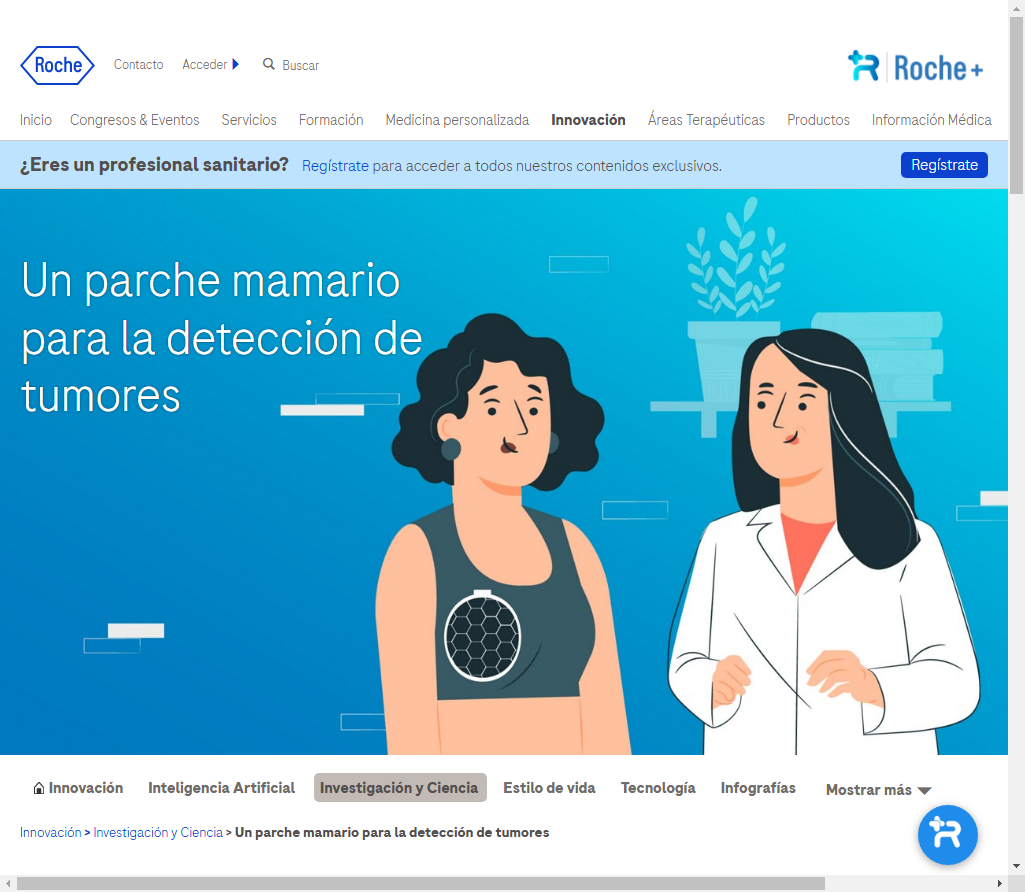 Roche
Contacto Acceder Buscar
Roche+
Inicio Congresos & Eventos Servicios Formación Medicina personalizada Innovación Áreas Terapéuticas Productos Información Médica
¿Eres un profesional sanitario? Regístrate para acceder a todos nuestros contenidos exclusivos. Regístrate
Un parche mamario
para la detección de
tumores
Innovación Inteligencia Artificial Investigación y Ciencia Estilo de vida Tecnología Infografías Mostrar más
Innovación > Investigación y Ciencia > Un parche mamario para la detección de tumores